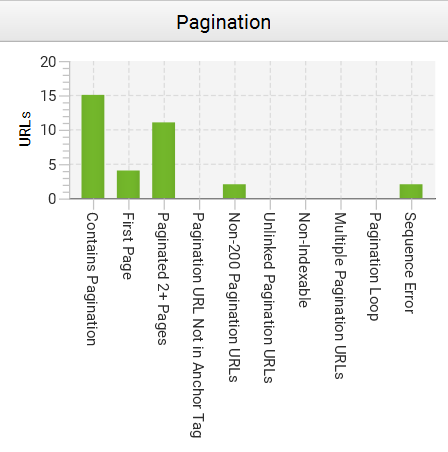 Pagination
URLs
20
15
10
5
0
Contains Pagination
First Page
Paginated 2+ Pages
Pagination URL Not in Anchor Tag
Non-200 Pagination URLs
Unlinked Pagination URLs
Non-Indexable
Multiple Pagination URLs
Pagination Loop
Sequence Error